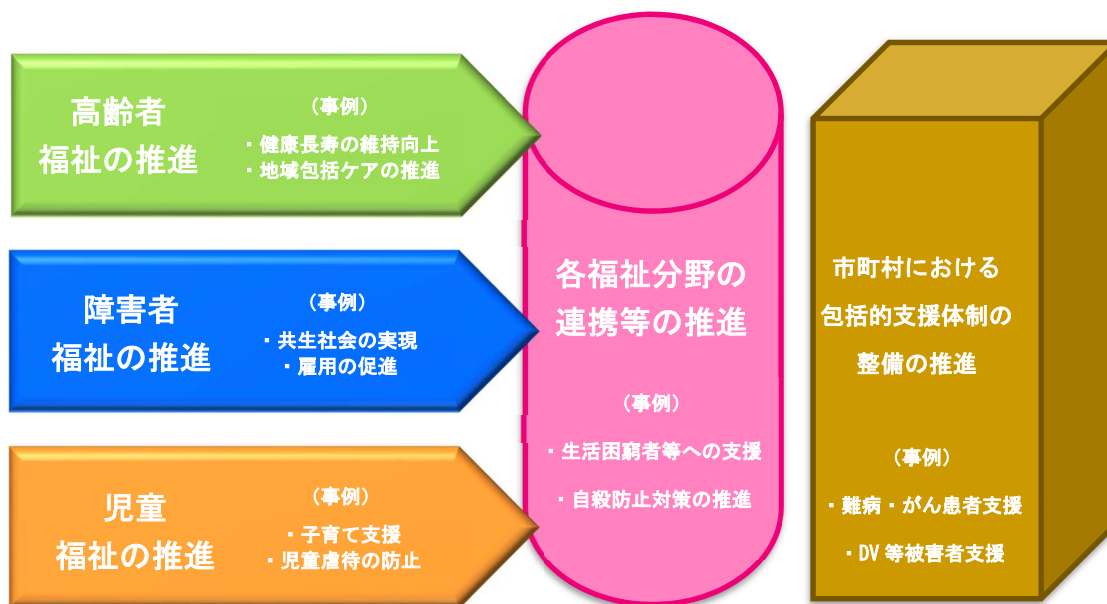 高齢者
福祉の推進
（事例）
・健康長寿の維持向上
・地域包括ケアの推進
障害者
福祉の推進
（事例）
・共生社会の実現
・雇用の促進
児童
福祉の推進
（事例）
・子育て支援
・児童虐待の防止
各福祉分野の
連携等の推進
（事例）
・生活困窮者等への支援
・自殺防止対策の推進
市町村における
包括的支援体制の
整備の推進
（事例）
・難病・がん患者支援
・DV等被害者支援